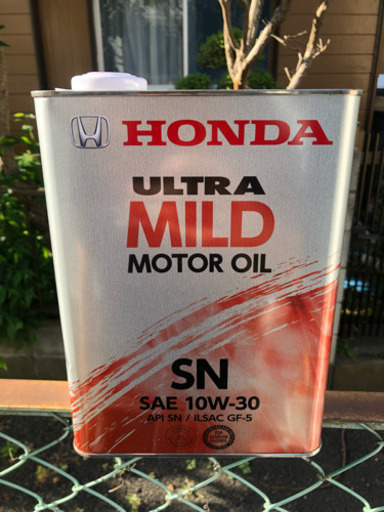 HONDA
ULTRA
MILD
MOTOR OIL
SN
SAE 10W-30
API SN / ILSAC GF-5